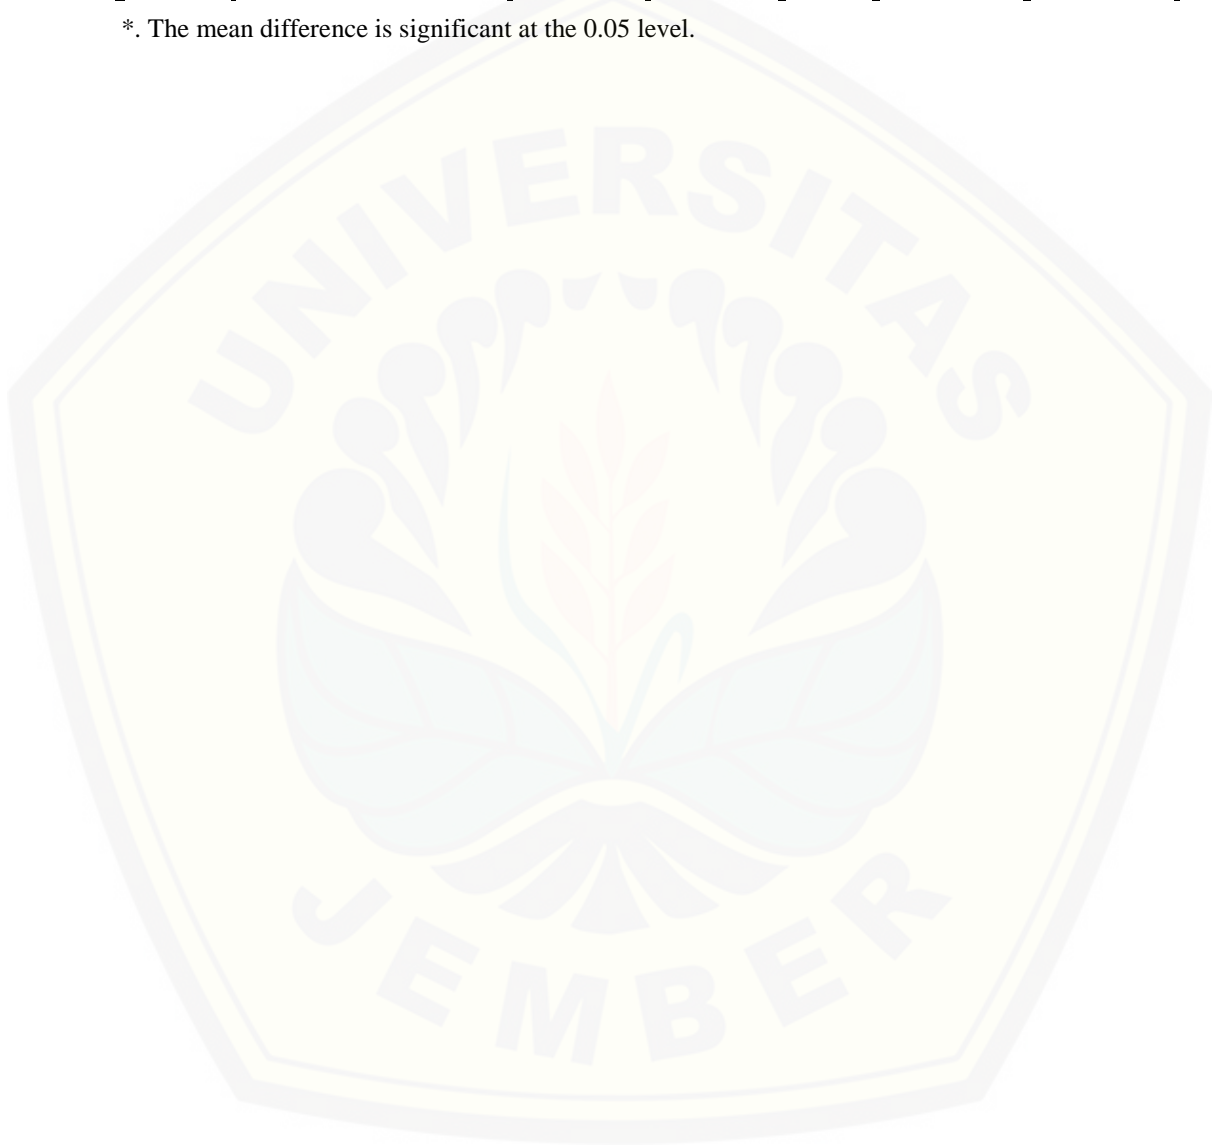 *. The mean difference is significant at the 0.05 level.
UNIVERSITAS
JEMBER